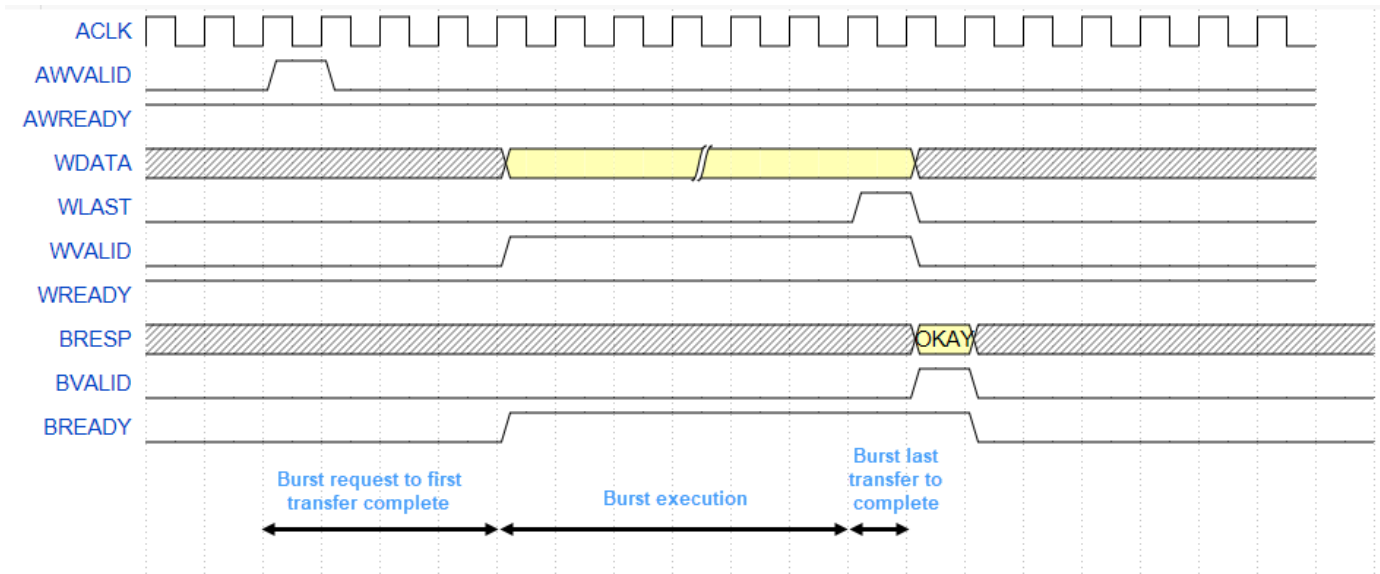 ACLK
AWVALID
AWREADY
WDATA
WLAST
WVALID
WREADY
BRESP
OKAY
BVALID
BREADY
Burst request to first
transfer complete
Burst execution
Burst last
transfer to
complete